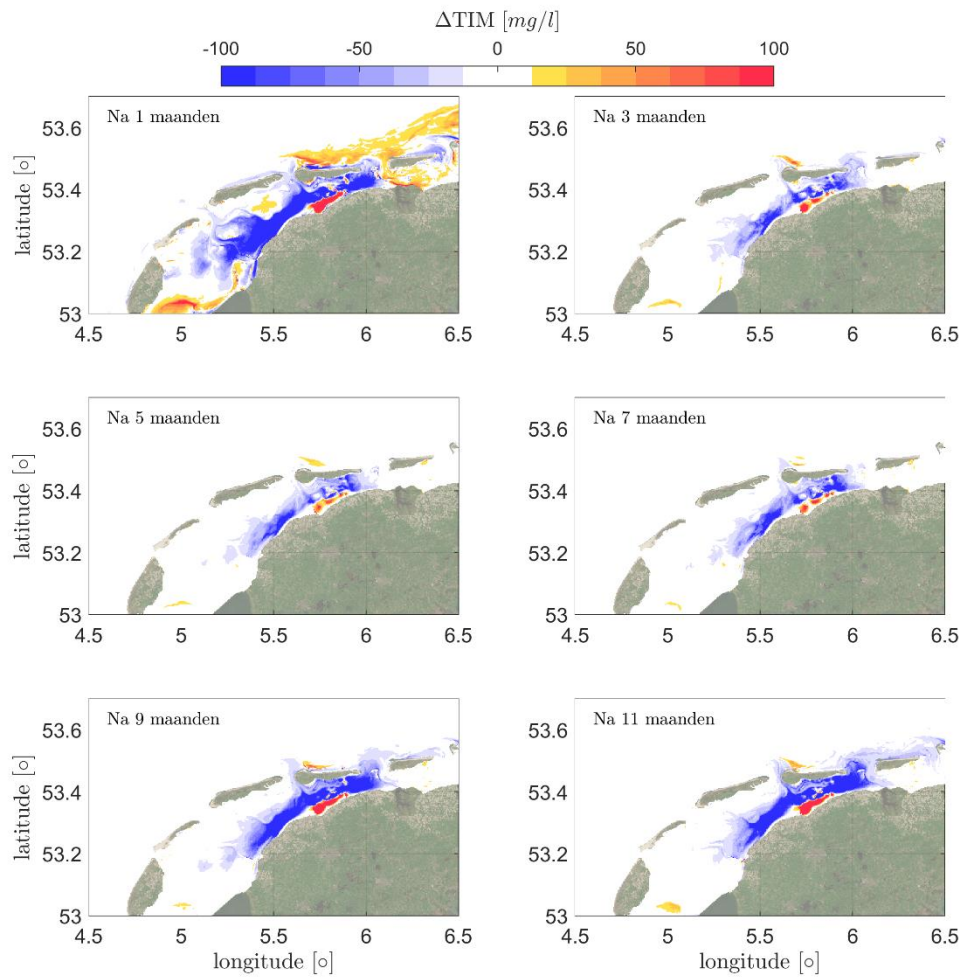 ΔTIM [mg/l]
-100 -50 0 50 100
Na 1 maanden
Na 3 maanden
53.6
53.4
53.2
53
latitude [○]
4.5 5 5.5 6 6.5
53.6
53.4
53.2
53
4.5 5 5.5 6 6.5
Na 5 maanden
Na 7 maanden
53.6
53.4
53.2
53
latitude [○]
4.5 5 5.5 6 6.5
53.6
53.4
53.2
53
4.5 5 5.5 6 6.5
Na 9 maanden
Na 11 maanden
53.6
53.4
53.2
53
latitude [○]
4.5 5 5.5 6 6.5
longitude [○]
53.6
53.4
53.2
53
4.5 5 5.5 6 6.5
longitude [○]